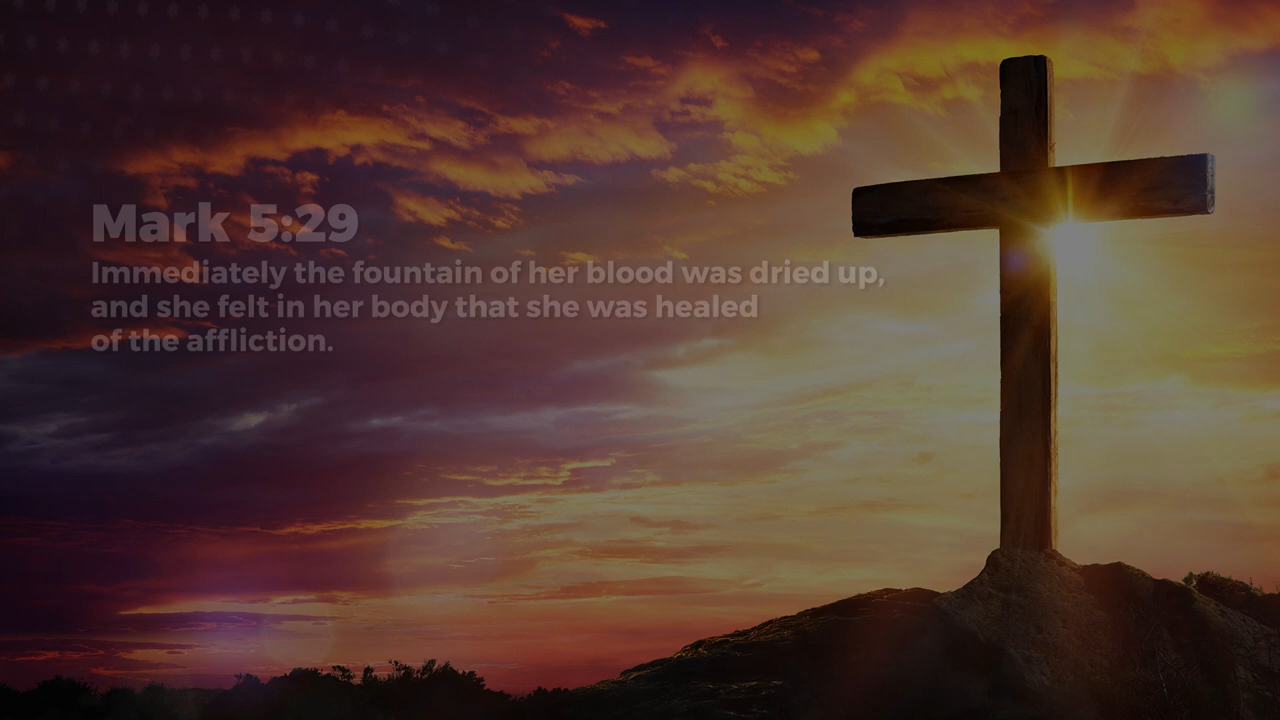 Mark 5:29
Immediately the fountain of her blood was dried up,
and she felt in her body that she was healed
of the affliction.